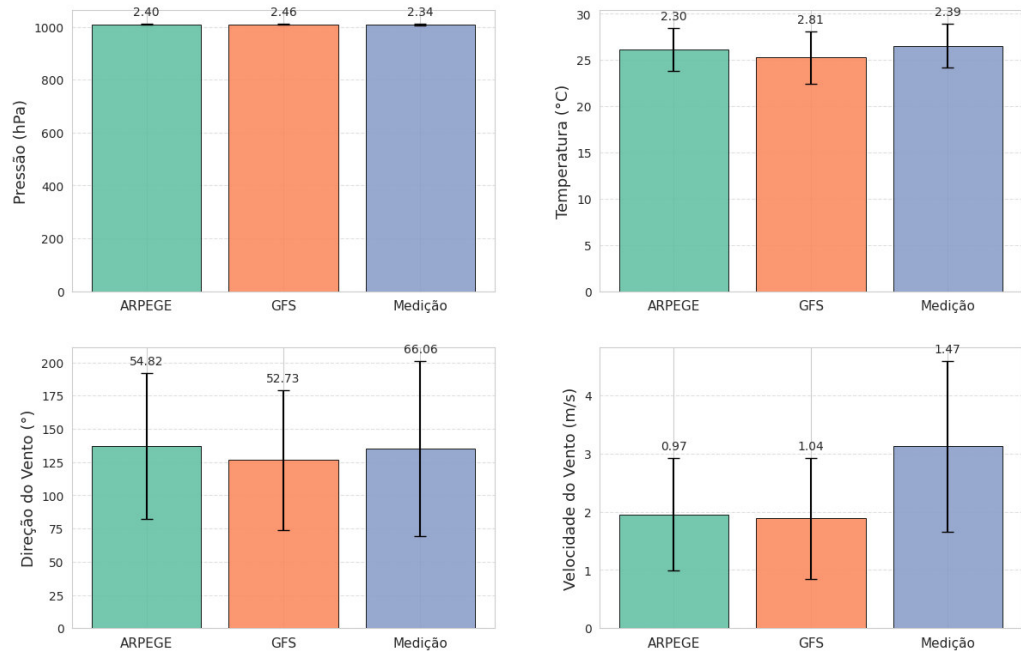 Pressão (hPa)
1000
800
600
400
200
0
2.40
2.46
2.34
ARPEGE
GFS
Medição
Temperatura (°C)
30
25
20
15
10
5
0
2.30
2.81
2.39
ARPEGE
GFS
Medição
Direção do Vento (°)
200
175
150
125
100
75
50
25
0
54.82
52.73
66.06
ARPEGE
GFS
Medição
Velocidade do Vento (m/s)
4
3
2
1
0
0.97
1.04
1.47
ARPEGE
GFS
Medição